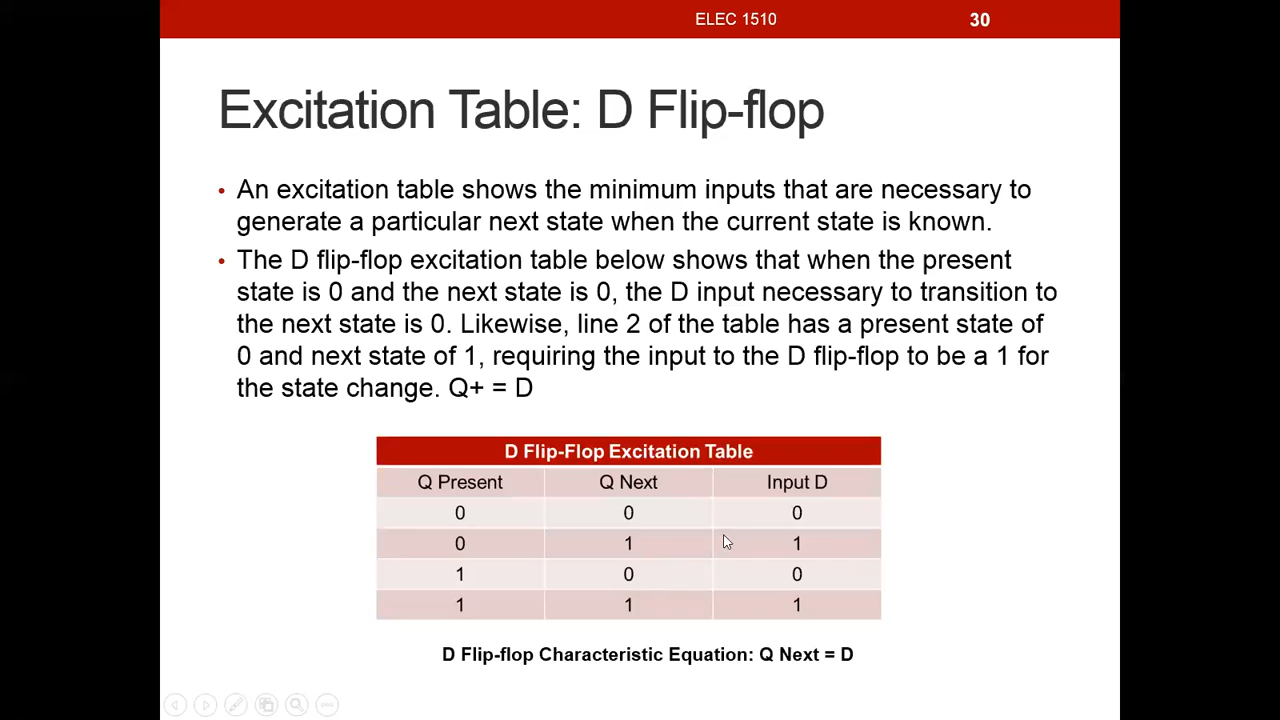 ELEC 1510
30
Excitation Table: D Flip-flop
• An excitation table shows the minimum inputs that are necessary to
generate a particular next state when the current state is known.
• The D flip-flop excitation table below shows that when the present
state is 0 and the next state is 0, the D input necessary to transition to
the next state is 0. Likewise, line 2 of the table has a present state of
0 and next state of 1, requiring the input to the D flip-flop to be a 1 for
the state change. Q+ = D
D Flip-Flop Excitation Table
Q Present Q Next Input D
0 0 0
0 1 1
1 0 0
1 1 1
D Flip-flop Characteristic Equation: Q Next = D